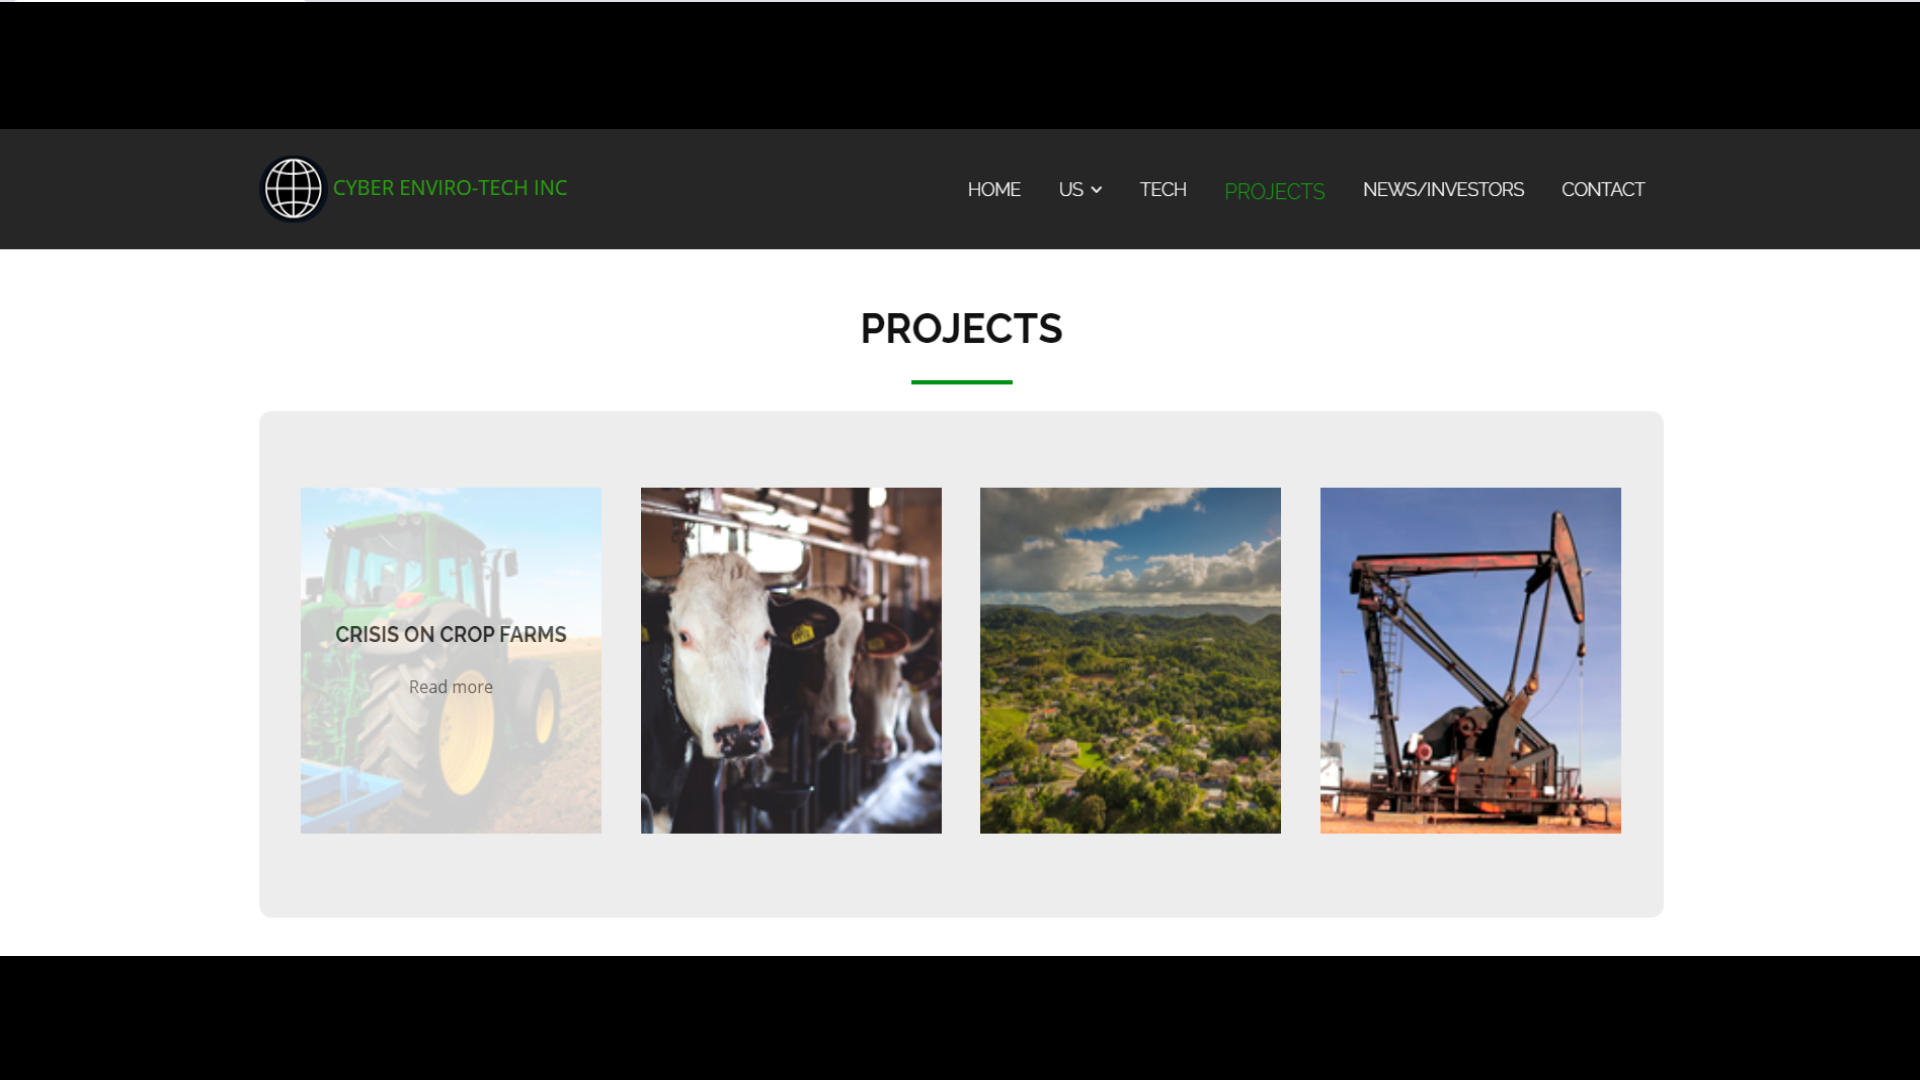 CYBER ENVIRO-TECH INC
HOME US TECH PROJECTS NEWS/INVESTORS CONTACT
PROJECTS
CRISIS ON CROP FARMS
Read more